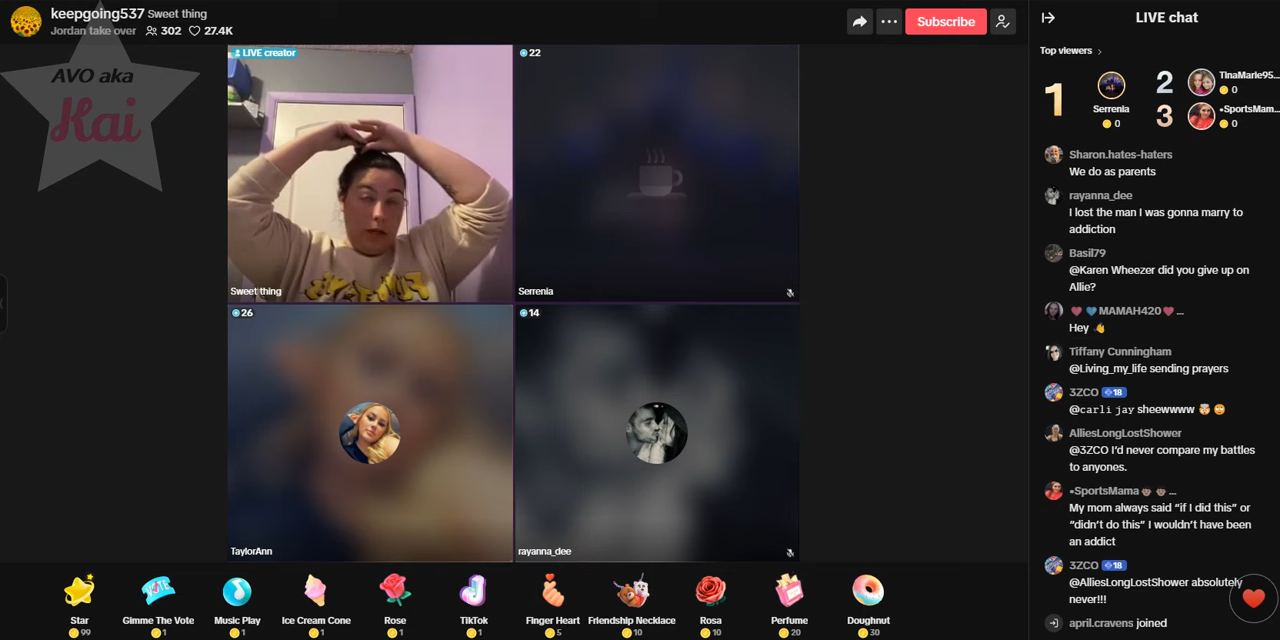 keepgoing537 Sweet thing
Jordan take over 302 27.4K
Subscribe
AVO aka
Kai
LIVE creator
Sweet thing
22
Serrenia
26
TaylorAnn
14
rayanna_dee
Star
99
Gimme The Vote
1
Music Play
1
Ice Cream Cone
1
Rose
1
TikTok
1
Finger Heart
5
Friendship Necklace
10
Rosa
10
Perfume
20
Doughnut
30
LIVE chat
Top viewers
1
Serrenia
0
2
TinaMarie95...
0
3
•SportsMam...
0
Sharon.hates-haters
We do as parents
rayanna_dee
I lost the man I was gonna marry to
addiction
Basil79
@Karen Wheezer did you give up on
Allie?
MAMAH420 ...
Hey
Tiffany Cunningham
@Living_my_life sending prayers
3ZCO 18
@carli jay sheewwww
AlliesLongLostShower
@3ZCO I'd never compare my battles
to anyones.
•SportsMama ...
My mom always said “if I did this” or
“didn’t do this” I wouldn’t have been
an addict
3ZCO 18
@AlliesLongLostShower absolutely
never!!!
april.cravens joined